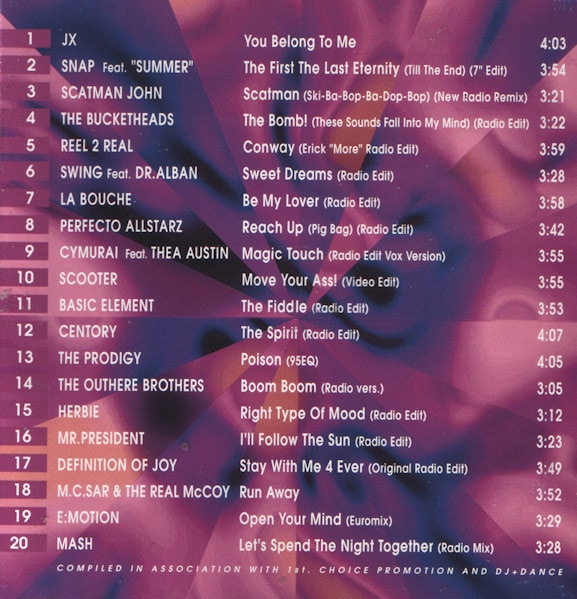 1 JX You Belong To Me 4:03
2 SNAP Feat. "SUMMER" The First The Last Eternity (Till The End) (7" Edit) 3:54
3 SCATMAN JOHN Scatman (Ski-Ba-Bop-Ba-Dop-Bop) (New Radio Remix) 3:21
4 THE BUCKETHEADS The Bomb! (These Sounds Fall Into My Mind) (Radio Edit) 3:22
5 REEL 2 REAL Conway (Erick "More" Radio Edit) 3:59
6 SWING Feat. DR.ALBAN Sweet Dreams (Radio Edit) 3:28
7 LA BOUCHE Be My Lover (Radio Edit) 3:58
8 PERFECTO ALLSTARZ Reach Up (Pig Bag) (Radio Edit) 3:42
9 CYMURAI Feat. THEA AUSTIN Magic Touch (Radio Edit Vox Version) 3:55
10 SCOOTER Move Your Ass! (Video Edit) 3:55
11 BASIC ELEMENT The Fiddle (Radio Edit) 3:53
12 CENTORY The Spirit (Radio Edit) 4:07
13 THE PRODIGY Poison (95EQ) 4:05
14 THE OUTHERE BROTHERS Boom Boom (Radio vers.) 3:05
15 HERBIE Right Type Of Mood (Radio Edit) 3:12
16 MR.PRESIDENT I'll Follow The Sun (Radio Edit) 3:23
17 DEFINITION OF JOY Stay With Me 4 Ever (Original Radio Edit) 3:49
18 M.C.SAR & THE REAL McCOY Run Away 3:52
19 E:MOTION Open Your Mind (Euromix) 3:29
20 MASH Let's Spend The Night Together (Radio Mix) 3:28
COMPILED IN ASSOCIATION WITH 1st. CHOICE PROMOTION AND DJ+DANCE